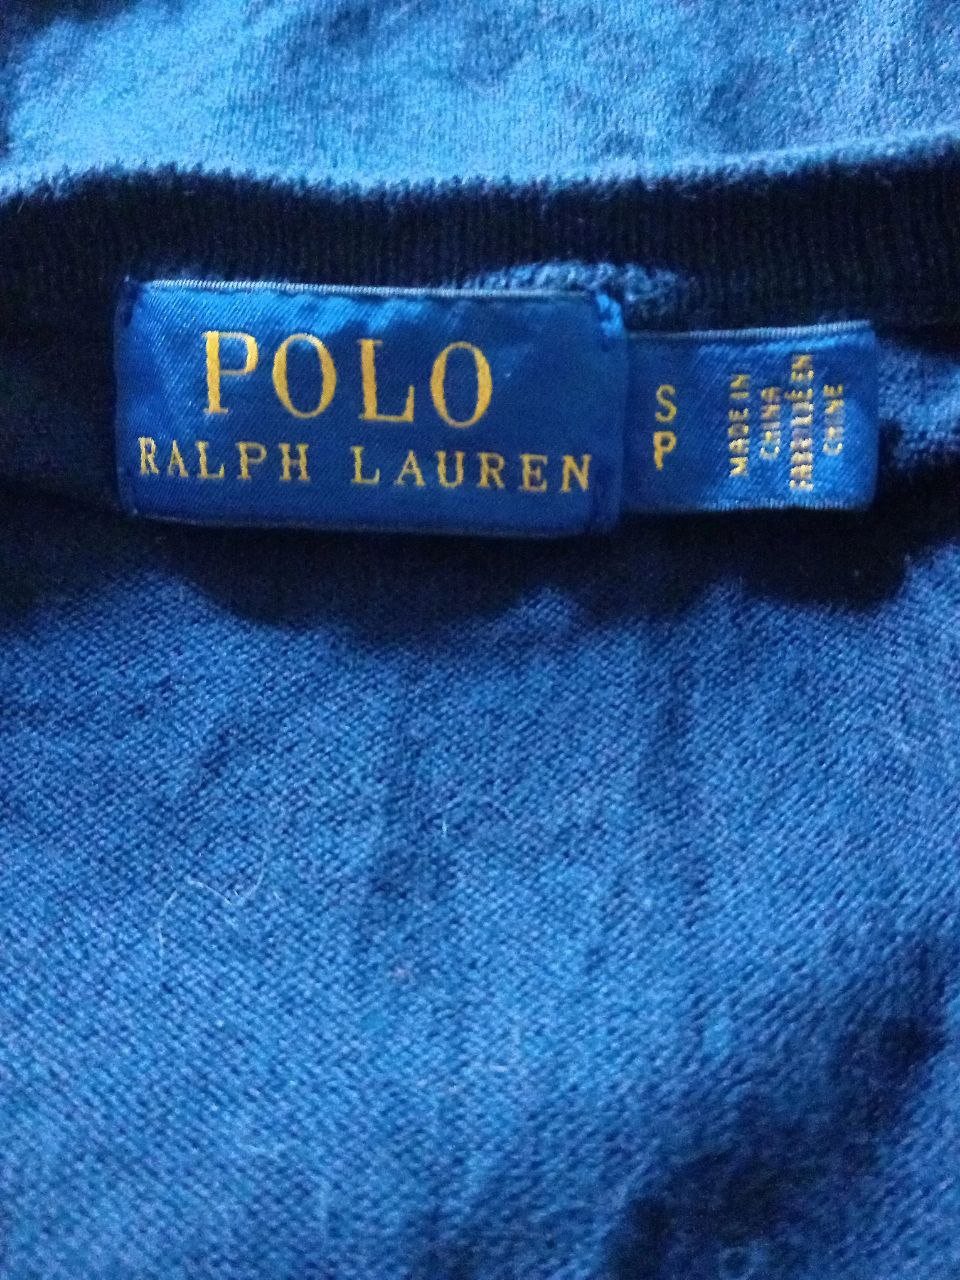 POLO
RALPH LAUREN
S
P
MADE IN
CHINA
FABRIQUÉ EN
CHINE